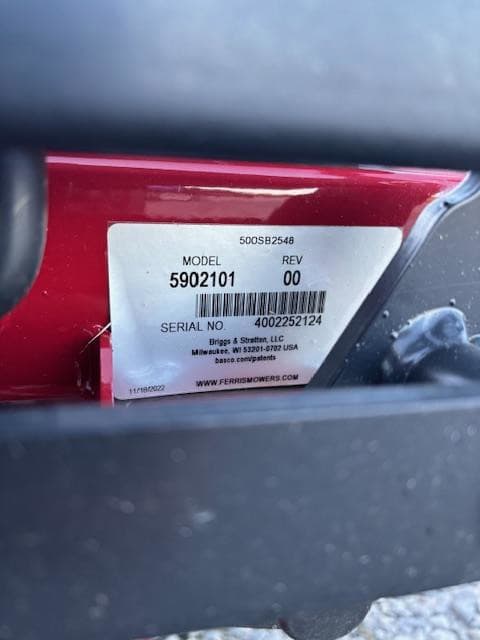 500SB2548
MODEL REV
5902101 00
SERIAL NO. 4002252124
Briggs & Stratton, LLC
Milwaukee, WI 53201-0702 USA
basco.com/patents
11/18/2022 WWW.FERRISMOWERS.COM